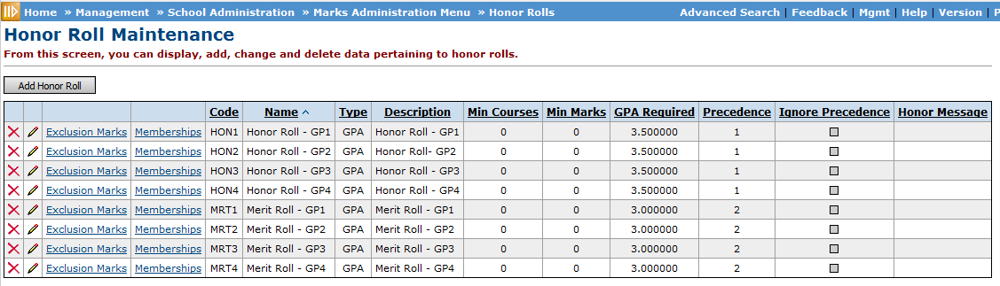 Home » Management » School Administration » Marks Administration Menu » Honor Rolls Advanced Search | Feedback | Mgmt | Help | Version | P
Honor Roll Maintenance
From this screen, you can display, add, change and delete data pertaining to honor rolls.
Add Honor Roll
Code Name Type Description Min Courses Min Marks GPA Required Precedence Ignore Precedence Honor Message
Exclusion Marks Memberships HON1 Honor Roll - GP1 GPA Honor Roll - GP1 0 0 3.500000 1
Exclusion Marks Memberships HON2 Honor Roll - GP2 GPA Honor Roll- GP2 0 0 3.500000 1
Exclusion Marks Memberships HON3 Honor Roll - GP3 GPA Honor Roll - GP3 0 0 3.500000 1
Exclusion Marks Memberships HON4 Honor Roll - GP4 GPA Honor Roll - GP4 0 0 3.500000 1
Exclusion Marks Memberships MRT1 Merit Roll - GP1 GPA Merit Roll - GP1 0 0 3.000000 2
Exclusion Marks Memberships MRT2 Merit Roll - GP2 GPA Merit Roll - GP2 0 0 3.000000 2
Exclusion Marks Memberships MRT3 Merit Roll - GP3 GPA Merit Roll - GP3 0 0 3.000000 2
Exclusion Marks Memberships MRT4 Merit Roll - GP4 GPA Merit Roll - GP4 0 0 3.000000 2